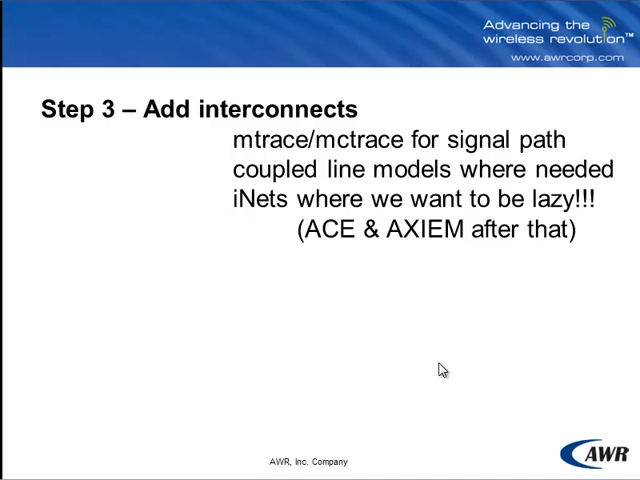 Advancing the
wireless revolution™
www.awrcorp.com
Step 3 – Add interconnects
mtrace/mctrace for signal path
coupled line models where needed
iNets where we want to be lazy!!!
(ACE & AXIEM after that)
AWR, Inc. Company
AWR